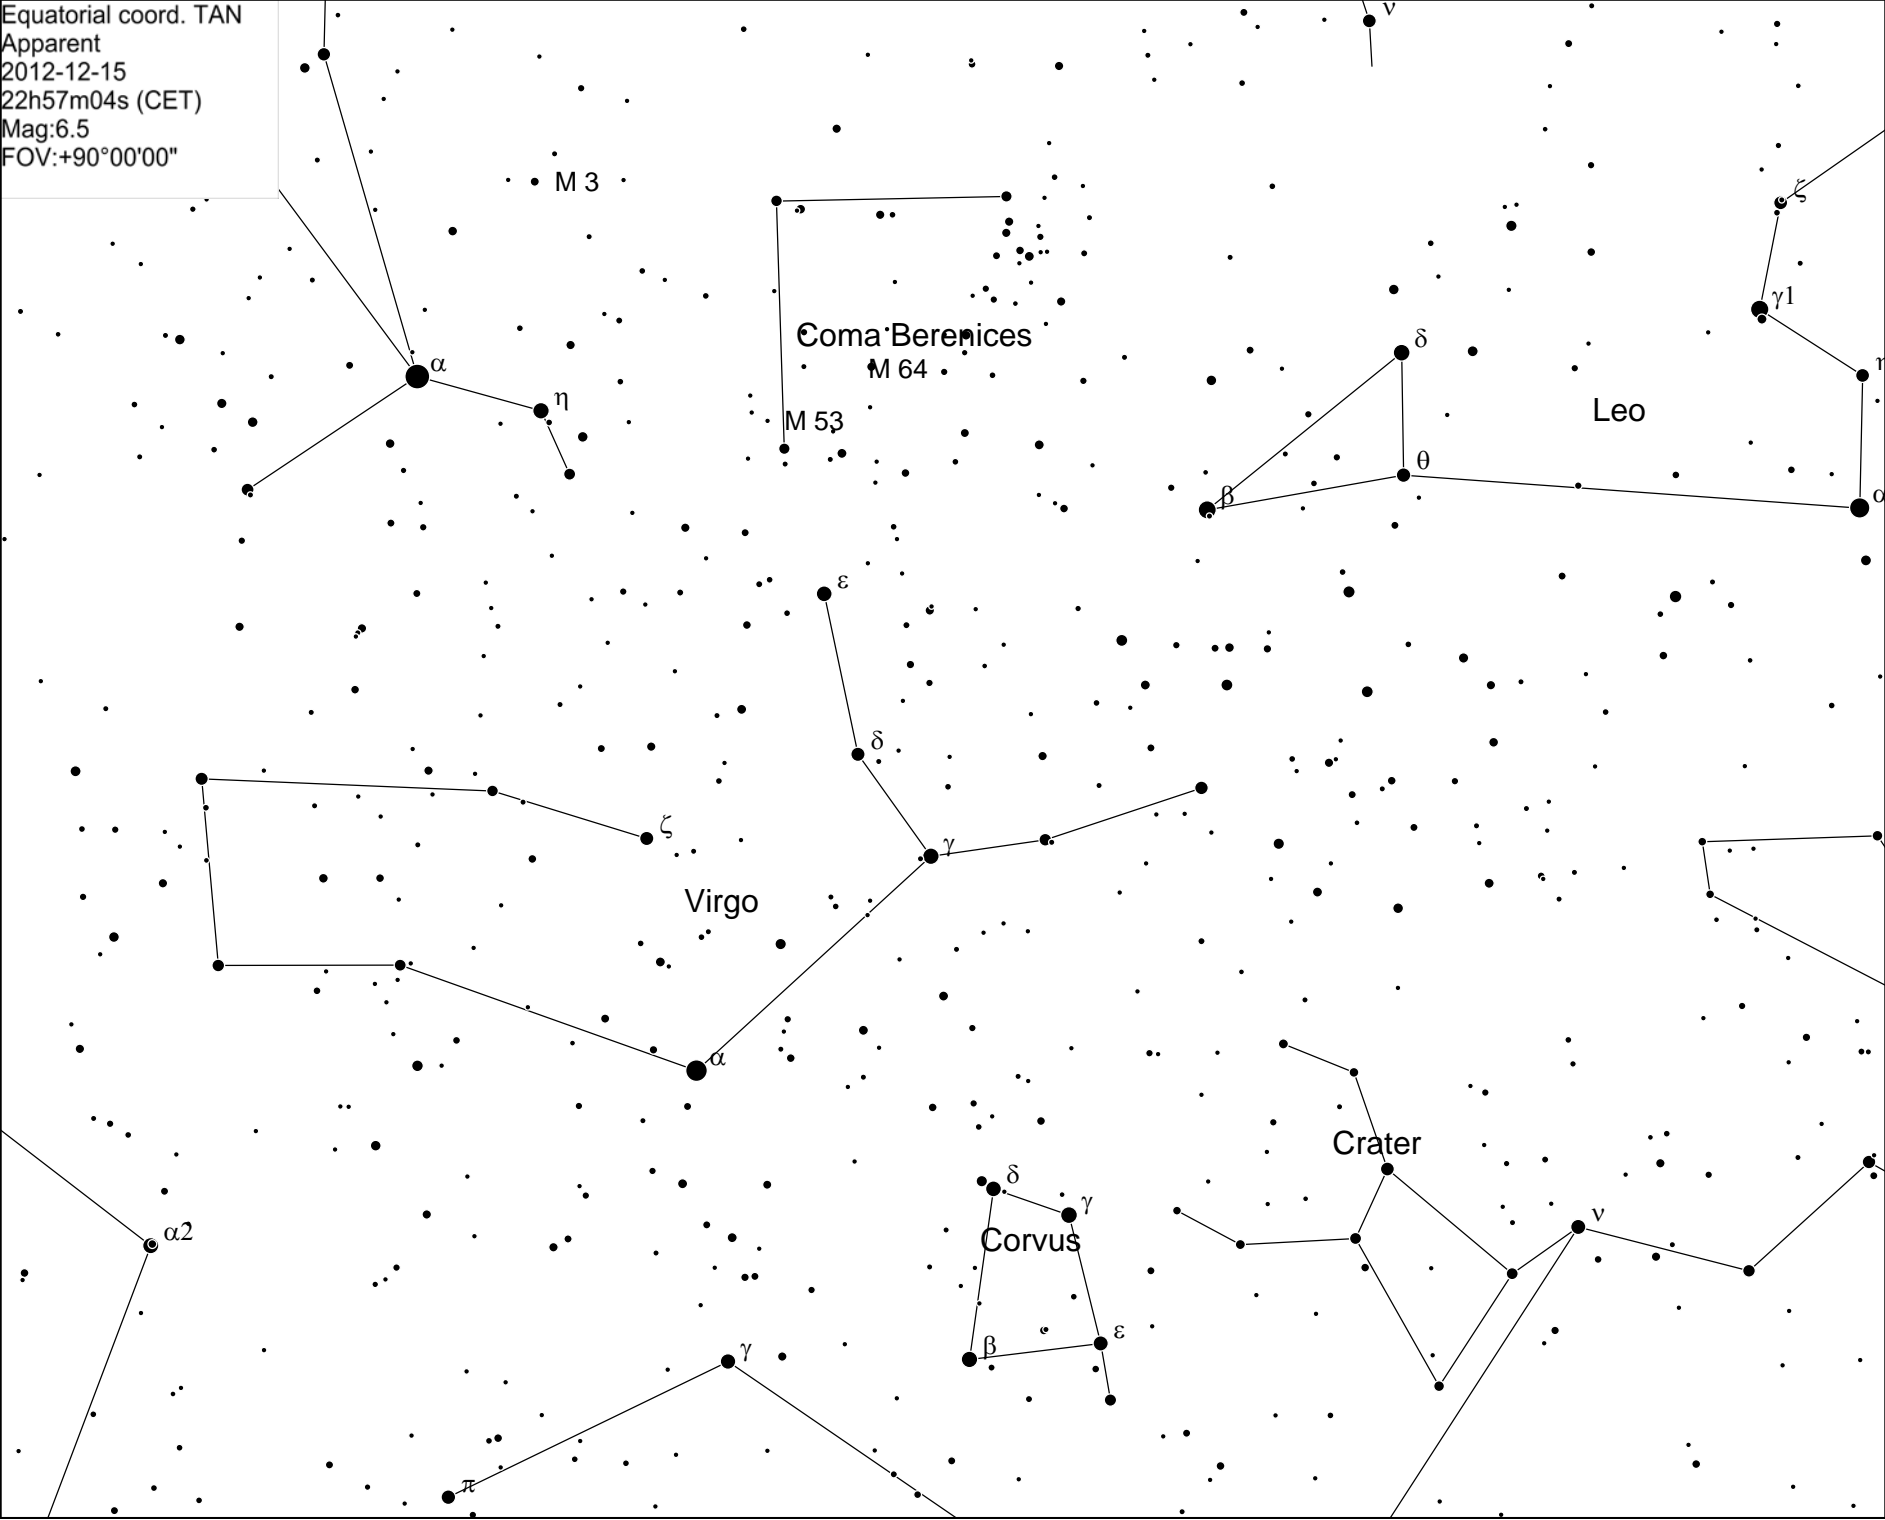 Equatorial coord. TAN
Apparent
2012-12-15
22h57m04s (CET)
Mag:6.5
FOV:+90°00'00"
ν
M 3
ζ
γ1
Coma Berenices
δ
α
M 64
η
η
Leo
M 53
θ
β
α
ε
δ
ζ
γ
Virgo
α
Crater
δ
γ
ν
α2
Corvus
ε
β
γ
π